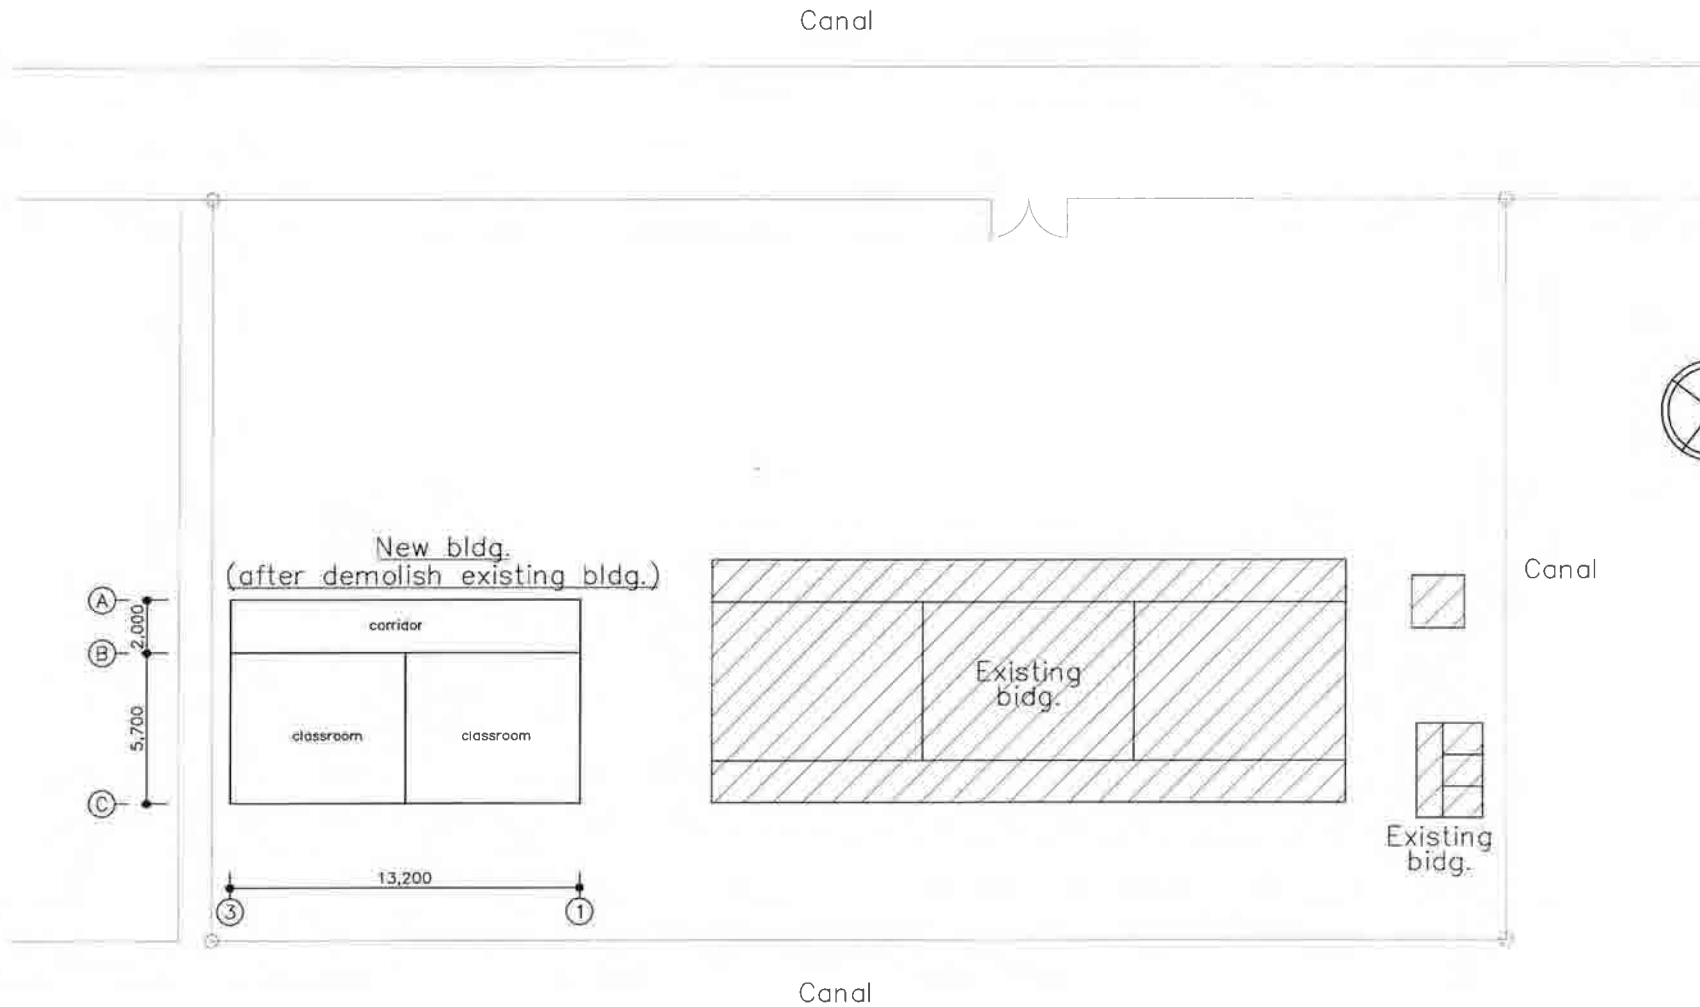 Canal
New bldg.
(after demolish existing bldg.)
A
2,000
corridor
B
5,700
classroom
classroom
C
13,200
3
1
Existing
bidg.
Canal
Existing
bidg.
Canal